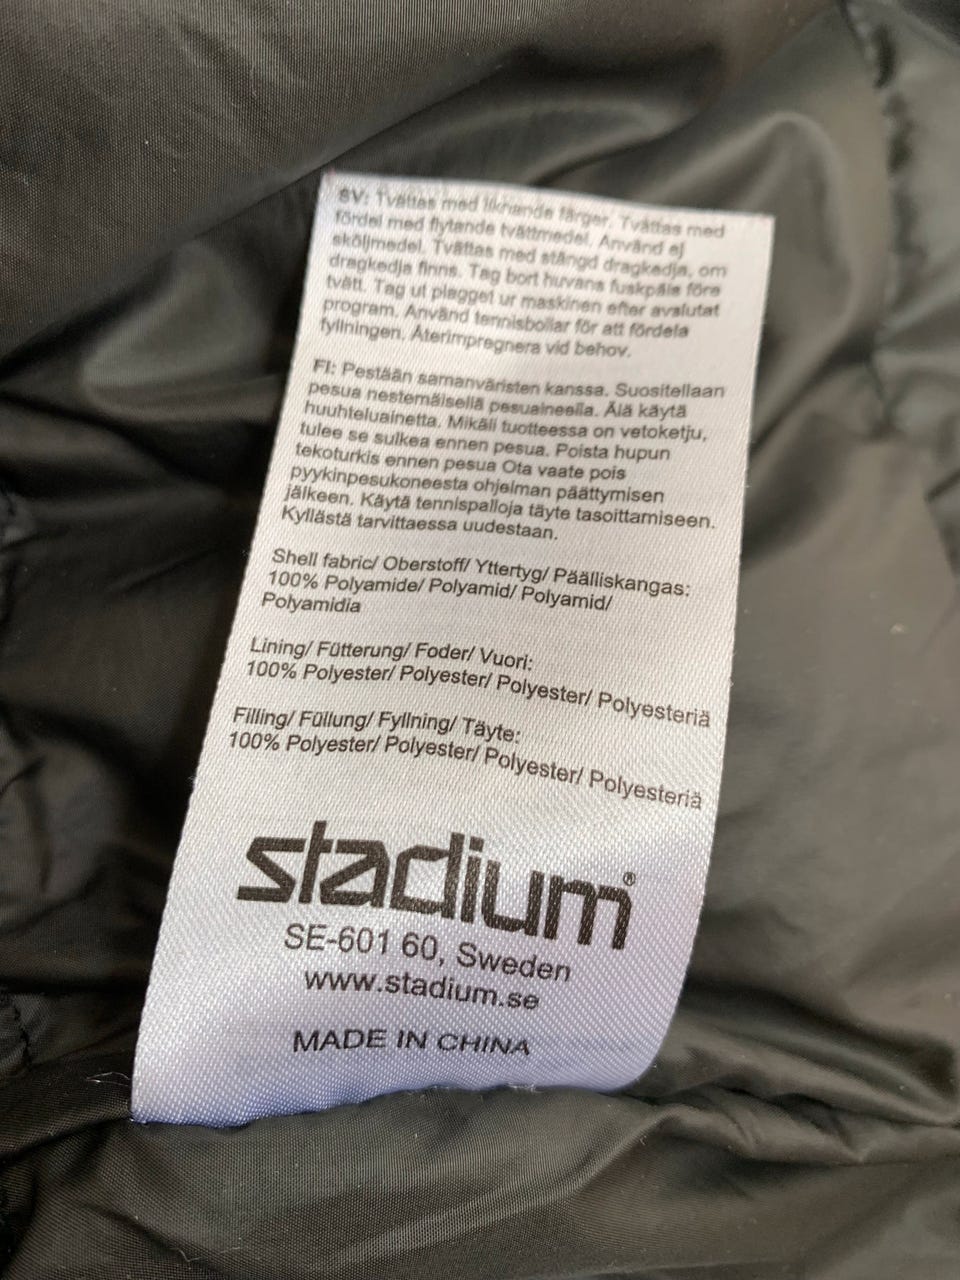 SV: Tvättas med liknande färger. Tvättas med
fördel med flytande tvättmedel. Använd ej
sköljmedel. Tvättas med stängd dragkedja, om
dragkedja finns. Tag bort huvans fuskpäls före
tvätt. Tag ut plagget ur maskinen efter avslutat
program. Använd tennisbollar för att fördela
fyllningen. Återimpregnera vid behov.
FI: Pestään samanväristen kanssa. Suositellaan
pesua nestemäisellä pesuaineella. Älä käytä
huuhteluainetta. Mikäli tuotteessa on vetoketju,
tulee se sulkea ennen pesua. Poista hupun
tekoturkis ennen pesua Ota vaate pois
pyykinpesukoneesta ohjelman päättymisen
jälkeen. Käytä tennispalloja täyte tasoittamiseen.
Kyllästä tarvittaessa uudestaan.
Shell fabric/ Oberstoff/ Yttertyg/ Päälliskangas:
100% Polyamide/ Polyamid/ Polyamid/
Polyamidia
Lining/ Fütterung/ Foder/ Vuori:
100% Polyester/ Polyester/ Polyester/ Polyesteriä
Filling/ Füllung/ Fyllning/ Täyte:
100% Polyester/ Polyester/ Polyester/ Polyesteriä
stadium®
SE-601 60, Sweden
www.stadium.se
MADE IN CHINA